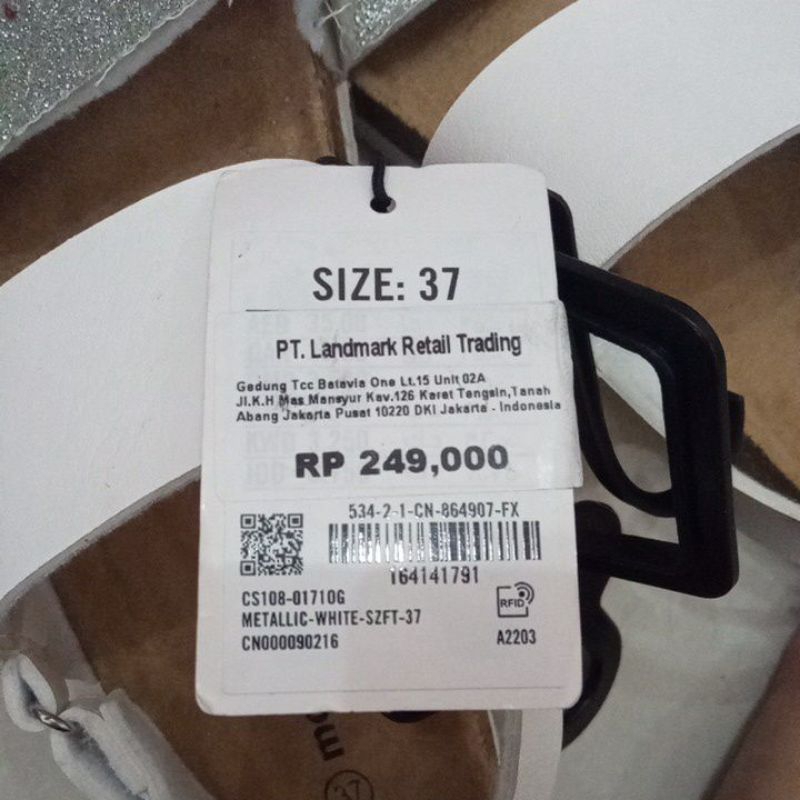 SIZE: 37
PT. Landmark Retail Trading
Gedung Tcc Batavia One Lt.15 Unit 02A
Jl.K.H Mas Mansyur Kav.126 Karet Tengsin,Tanah
Abang Jakarta Pusat 10220 DKI Jakarta - Indonesia
RP 249,000
534-2-1-CN-864907-FX
164141791
CS108-01710G
METALLIC-WHITE-SZFT-37
CN000090216
RFID
A2203
37